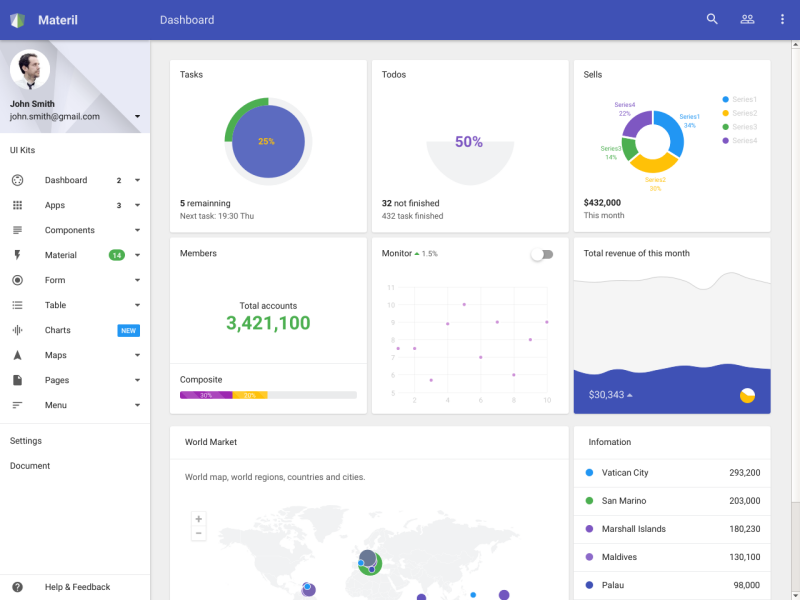 Materil
Dashboard
John Smith
john.smith@gmail.com
UI Kits
Dashboard 2
Apps 3
Components
Material 14
Form
Table
Charts NEW
Maps
Pages
Menu
Settings
Document
Help & Feedback
Tasks
25%
5 remainning
Next task: 19:30 Thu
Todos
50%
32 not finished
432 task finished
Sells
Series4
22%
Series1
34%
Series3
14%
Series2
30%
Series1
Series2
Series3
Series4
$432,000
This month
Members
Total accounts
3,421,100
Composite
30% 20%
Monitor 1.5%
11
10
9
8
7
6
5
2 4 6 8 10
Total revenue of this month
$30,343
World Market
World map, world regions, countries and cities.
+
−
Infomation
Vatican City 293,200
San Marino 203,000
Marshall Islands 180,230
Maldives 130,100
Palau 98,000